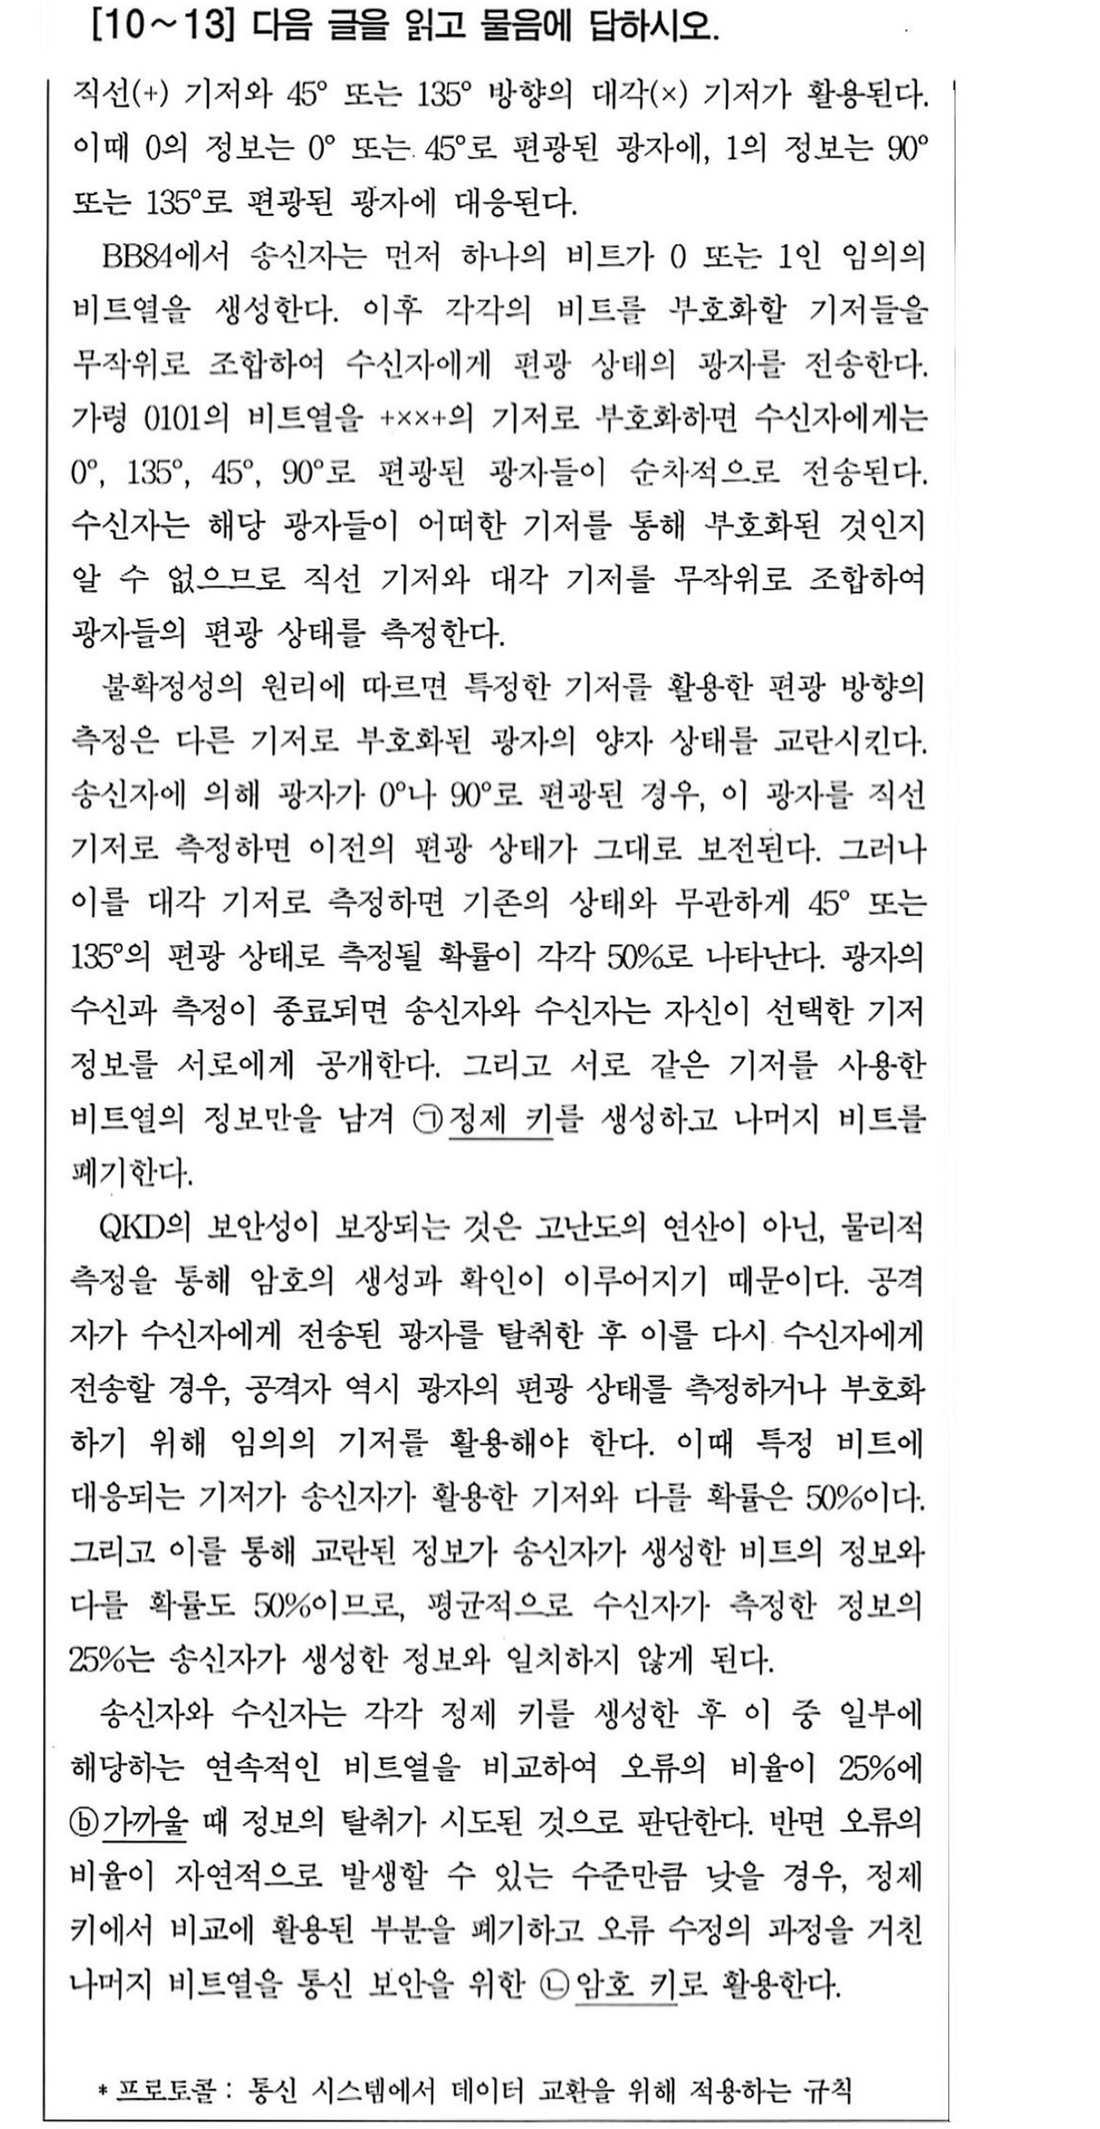 [10～13] 다음 글을 읽고 물음에 답하시오.
직선(+) 기저와 45° 또는 135° 방향의 대각(×) 기저가 활용된다.
이때 0의 정보는 0° 또는 45°로 편광된 광자에, 1의 정보는 90°
또는 135°로 편광된 광자에 대응된다.
BB84에서 송신자는 먼저 하나의 비트가 0 또는 1인 임의의
비트열을 생성한다. 이후 각각의 비트를 부호화할 기저들을
무작위로 조합하여 수신자에게 편광 상태의 광자를 전송한다.
가령 0101의 비트열을 +××+의 기저로 부호화하면 수신자에게는
0°, 135°, 45°, 90°로 편광된 광자들이 순차적으로 전송된다.
수신자는 해당 광자들이 어떠한 기저를 통해 부호화된 것인지
알 수 없으므로 직선 기저와 대각 기저를 무작위로 조합하여
광자들의 편광 상태를 측정한다.
불확정성의 원리에 따르면 특정한 기저를 활용한 편광 방향의
측정은 다른 기저로 부호화된 광자의 양자 상태를 교란시킨다.
송신자에 의해 광자가 0°나 90°로 편광된 경우, 이 광자를 직선
기저로 측정하면 이전의 편광 상태가 그대로 보전된다. 그러나
이를 대각 기저로 측정하면 기존의 상태와 무관하게 45° 또는
135°의 편광 상태로 측정될 확률이 각각 50%로 나타난다. 광자의
수신과 측정이 종료되면 송신자와 수신자는 자신이 선택한 기저
정보를 서로에게 공개한다. 그리고 서로 같은 기저를 사용한
비트열의 정보만을 남겨 ㉠정제 키를 생성하고 나머지 비트를
폐기한다.
QKD의 보안성이 보장되는 것은 고난도의 연산이 아닌, 물리적
측정을 통해 암호의 생성과 확인이 이루어지기 때문이다. 공격
자가 수신자에게 전송된 광자를 탈취한 후 이를 다시 수신자에게
전송할 경우, 공격자 역시 광자의 편광 상태를 측정하거나 부호화
하기 위해 임의의 기저를 활용해야 한다. 이때 특정 비트에
대응되는 기저가 송신자가 활용한 기저와 다를 확률은 50%이다.
그리고 이를 통해 교란된 정보가 송신자가 생성한 비트의 정보와
다를 확률도 50%이므로, 평균적으로 수신자가 측정한 정보의
25%는 송신자가 생성한 정보와 일치하지 않게 된다.
송신자와 수신자는 각각 정제 키를 생성한 후 이 중 일부에
해당하는 연속적인 비트열을 비교하여 오류의 비율이 25%에
ⓑ가까울 때 정보의 탈취가 시도된 것으로 판단한다. 반면 오류의
비율이 자연적으로 발생할 수 있는 수준만큼 낮을 경우, 정제
키에서 비교에 활용된 부분을 폐기하고 오류 수정의 과정을 거친
나머지 비트열을 통신 보안을 위한 ㉡암호 키로 활용한다.
* 프로토콜 : 통신 시스템에서 데이터 교환을 위해 적용하는 규칙